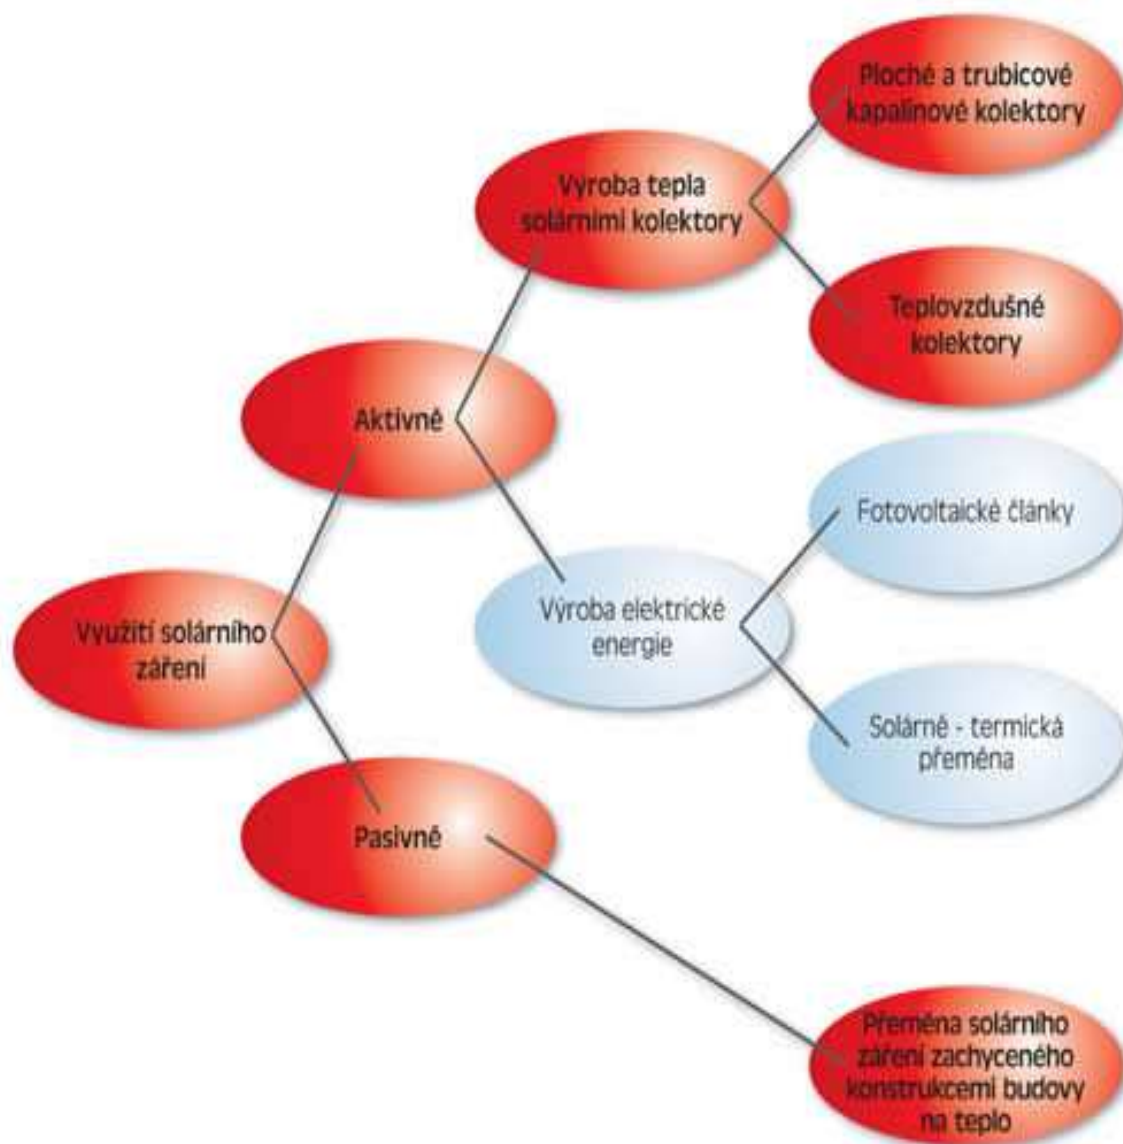 Ploché a trubicové
kapalinové kolektory
Výroba tepla
solárními kolektory
Teplovzdušné
kolektory
Aktivně
Fotovoltaické články
Výroba elektrické
energie
Využití solárního
záření
Solárně - termická
přeměna
Pasivně
Přeměna solárního
záření zachyceného
konstrukcemi budovy
na teplo